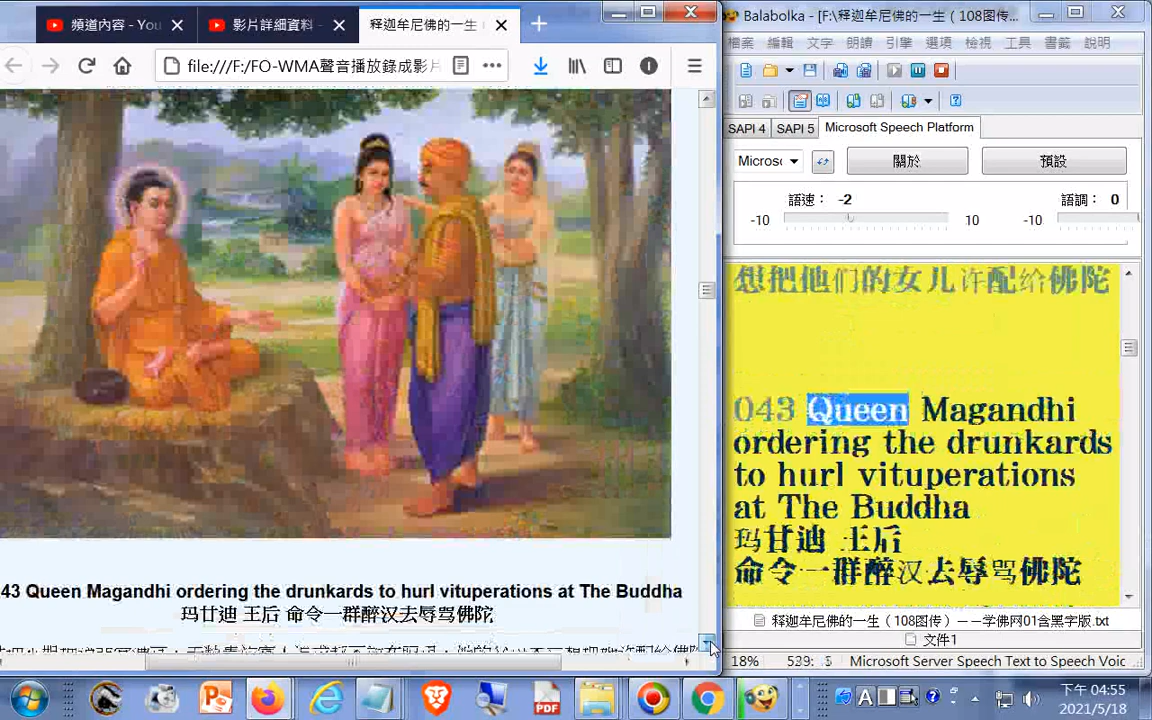 頻道內容 - You
影片詳細資料 -
释迦牟尼佛的一生（
file:///F:/FO-WMA聲音播放錄成影片
043 Queen Magandhi ordering the drunkards to hurl vituperations at The Buddha
玛甘迪 王后 命令一群醉汉去辱骂佛陀
Balabolka - [F:\释迦牟尼佛的一生（108图传...
檔案 編輯 文字 朗讀 引擎 選項 檢視 工具 書籤 說明
SAPI 4 SAPI 5 Microsoft Speech Platform
Microso
關於
預設
語速： -2
語調： 0
-10 10 -10
想把他们的女儿许配给佛陀
043 Queen Magandhi
ordering the drunkards
to hurl vituperations
at The Buddha
玛甘迪 王后
命令一群醉汉去辱骂佛陀
释迦牟尼佛的一生（108图传）——学佛网01含黑字版.txt
文件1
18% 529: 5 Microsoft Server Speech Text to Speech Voic
下午 04:55
2021/5/18